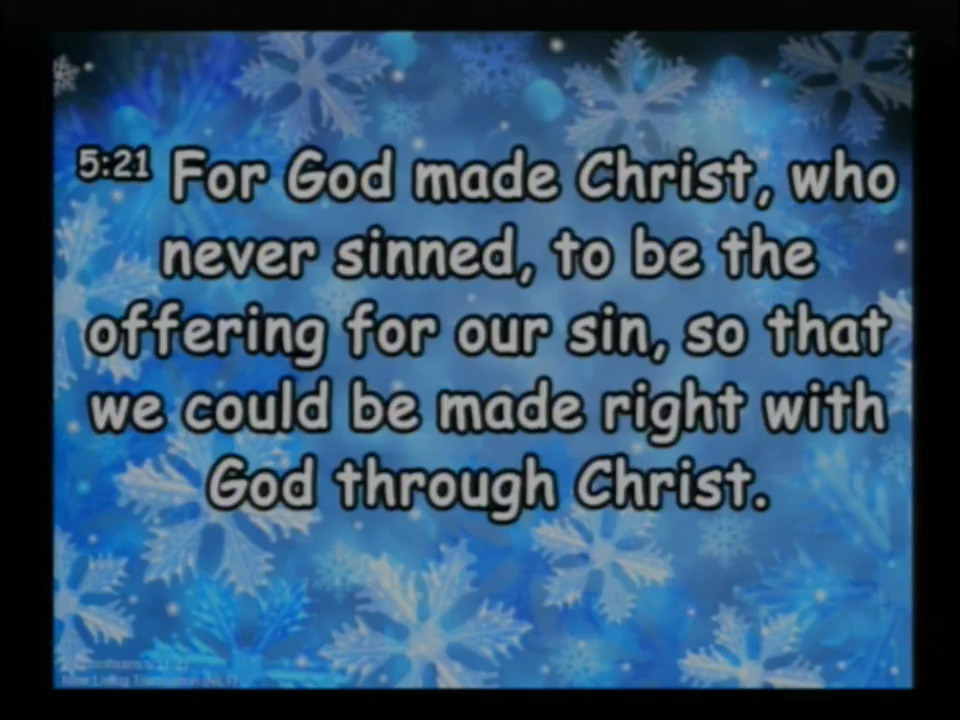 5:21 For God made Christ, who
never sinned, to be the
offering for our sin, so that
we could be made right with
God through Christ.